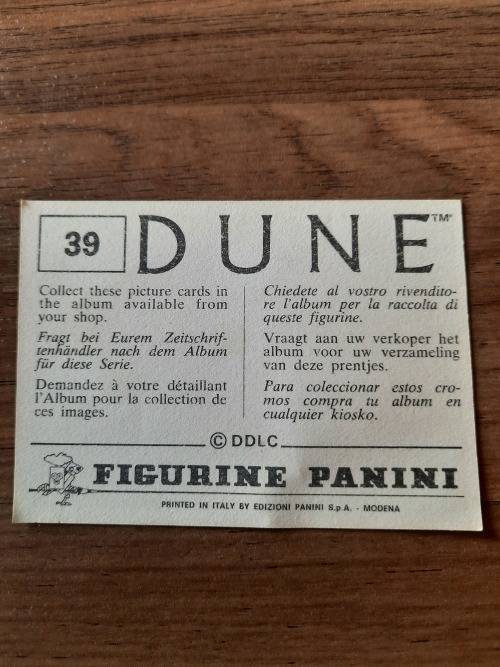 39
DUNE™
Collect these picture cards in
the album available from
your shop.
Fragt bei Eurem Zeitschrif-
tenhändler nach dem Album
für diese Serie.
Demandez à votre détaillant
l'Album pour la collection de
ces images.
Chiedete al vostro rivendito-
re l'album per la raccolta di
queste figurine.
Vraagt aan uw verkoper het
album voor uw verzameling
van deze prentjes.
Para coleccionar estos cro-
mos compra tu album en
cualquier kiosko.
© DDLC
FIGURINE PANINI
PRINTED IN ITALY BY EDIZIONI PANINI S.p.A. - MODENA